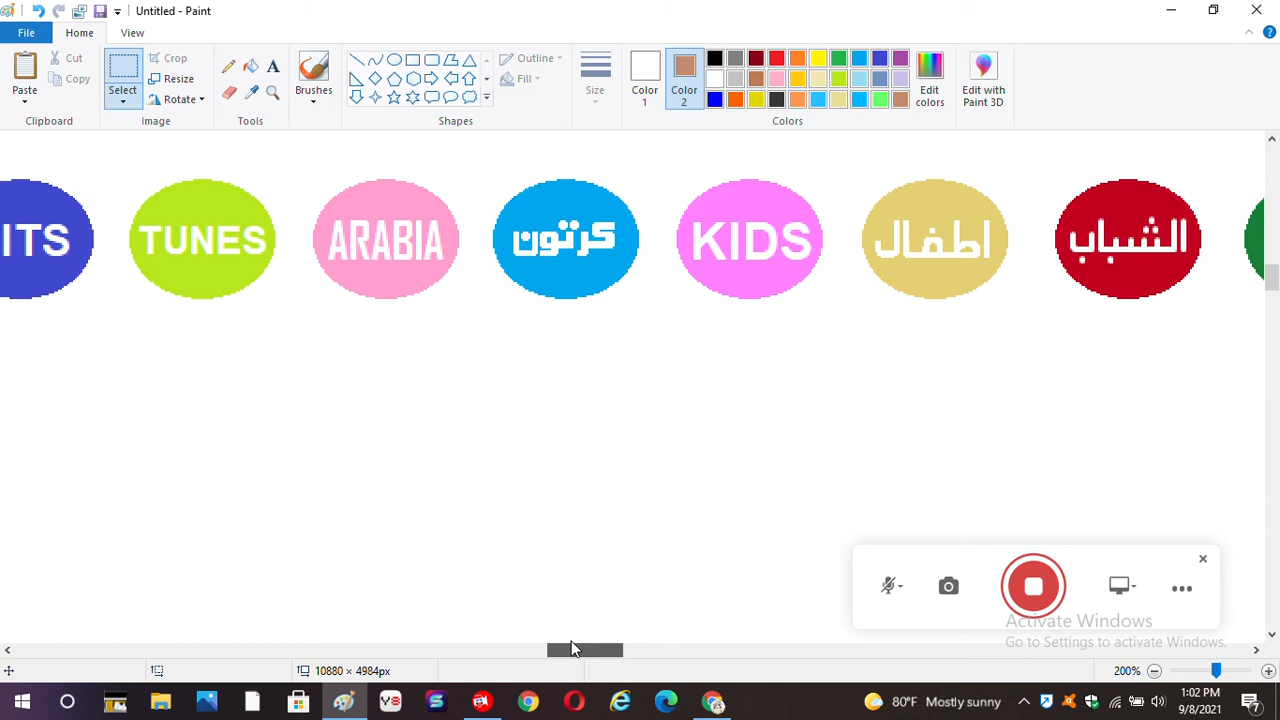 Untitled - Paint
File
Home
View
Paste
Cut
Copy
Clipboard
Select
Crop
Resize
Rotate
Image
Tools
Brushes
Shapes
Outline
Fill
Size
Color
1
Color
2
Colors
Edit
colors
Edit with
Paint 3D
ITS
TUNES
ARABIA
كرتون
KIDS
اطفال
الشباب
Activate Windows
Go to Settings to activate Windows.
10880 × 4984px
200%
80°F Mostly sunny
1:02 PM
9/8/2021
7